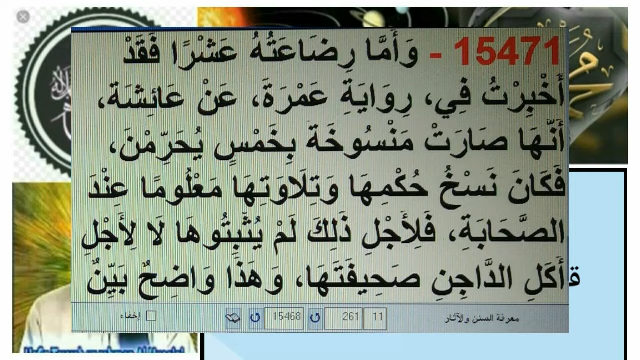 15471 - وَأَمَّا رِضَاعَتُهُ عَشْرًا فَقَدْ
أَخْبِرْتُ فِي، رِوَايَةِ عَمْرَةَ، عَنْ عَائِشَة،
أَنَّهَا صَارَتْ مَنْسُوخَة بِخَمْسٍ يُحَرِّمْنَ،
فَكَانَ نَسْخُ حُكْمِهَا وَتِلَاوَتِهَا مَعْلُومًا عِنْدَ
الصَّحَابَةِ، فَلِأَجْلِ ذَلِكَ لَمْ يُثْبِتُوهَا لَا لِأَجْلِ
أَكَلِ الدَّاجِنِ صَحِيفَتَهَا، وَهَذَا وَاضِحٌ بَيِّنٌ
معرفة السنن والآثار 11 261 15468 إخفاء